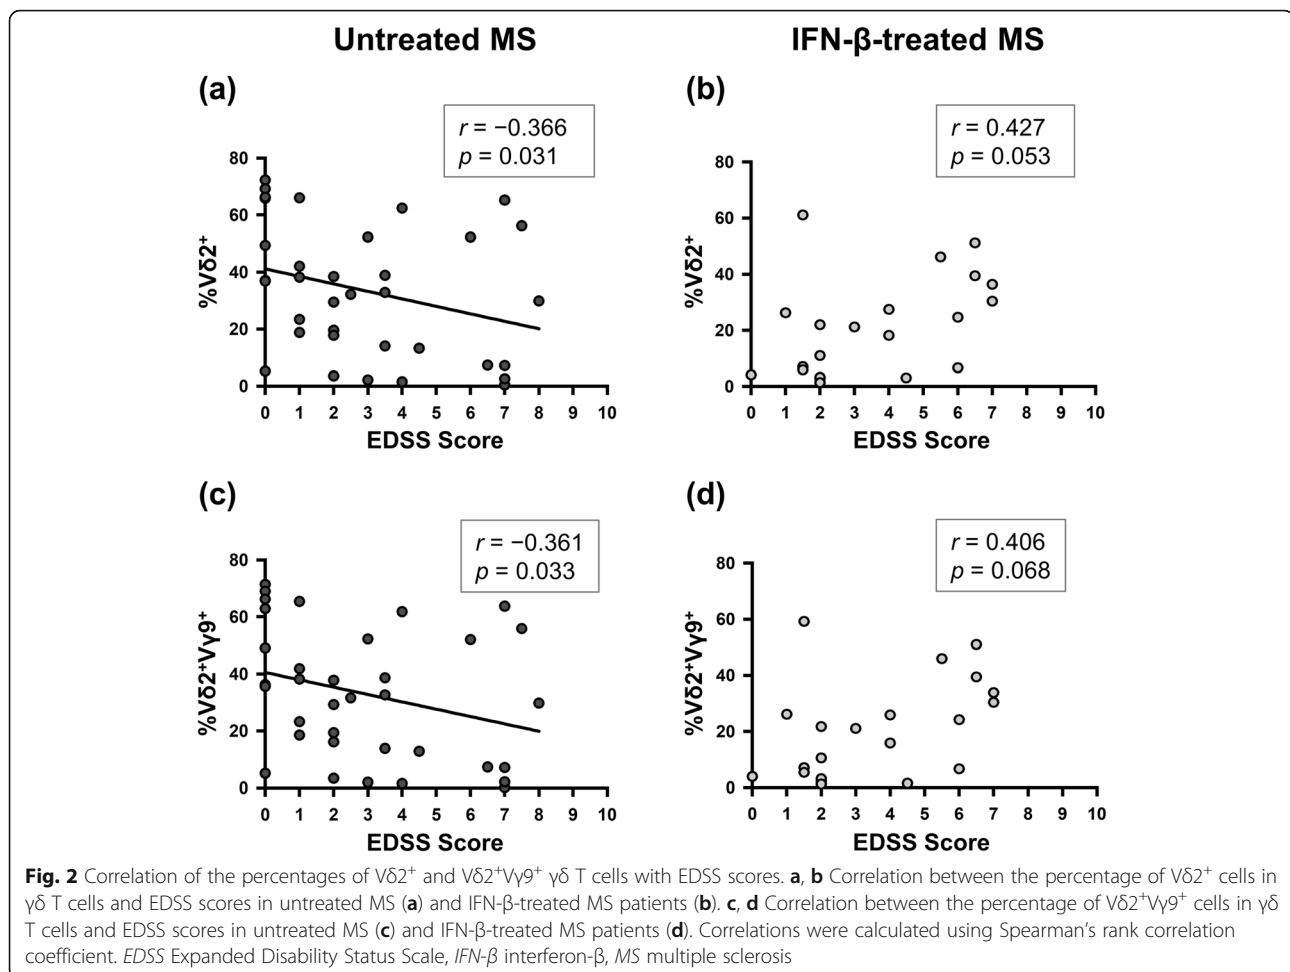 Untreated MS
IFN-β-treated MS
(a)
r = −0.366
p = 0.031
%Vδ2⁺
80
60
40
20
0
0 1 2 3 4 5 6 7 8 9 10
EDSS Score
(b)
r = 0.427
p = 0.053
%Vδ2⁺
80
60
40
20
0
0 1 2 3 4 5 6 7 8 9 10
EDSS Score
(c)
r = −0.361
p = 0.033
%Vδ2⁺Vγ9⁺
80
60
40
20
0
0 1 2 3 4 5 6 7 8 9 10
EDSS Score
(d)
r = 0.406
p = 0.068
%Vδ2⁺Vγ9⁺
80
60
40
20
0
0 1 2 3 4 5 6 7 8 9 10
EDSS Score
Fig. 2 Correlation of the percentages of Vδ2⁺ and Vδ2⁺Vγ9⁺ γδ T cells with EDSS scores. a, b Correlation between the percentage of Vδ2⁺ cells in
γδ T cells and EDSS scores in untreated MS (a) and IFN-β-treated MS patients (b). c, d Correlation between the percentage of Vδ2⁺Vγ9⁺ cells in γδ
T cells and EDSS scores in untreated MS (c) and IFN-β-treated MS patients (d). Correlations were calculated using Spearman's rank correlation
coefficient. EDSS Expanded Disability Status Scale, IFN-β interferon-β, MS multiple sclerosis